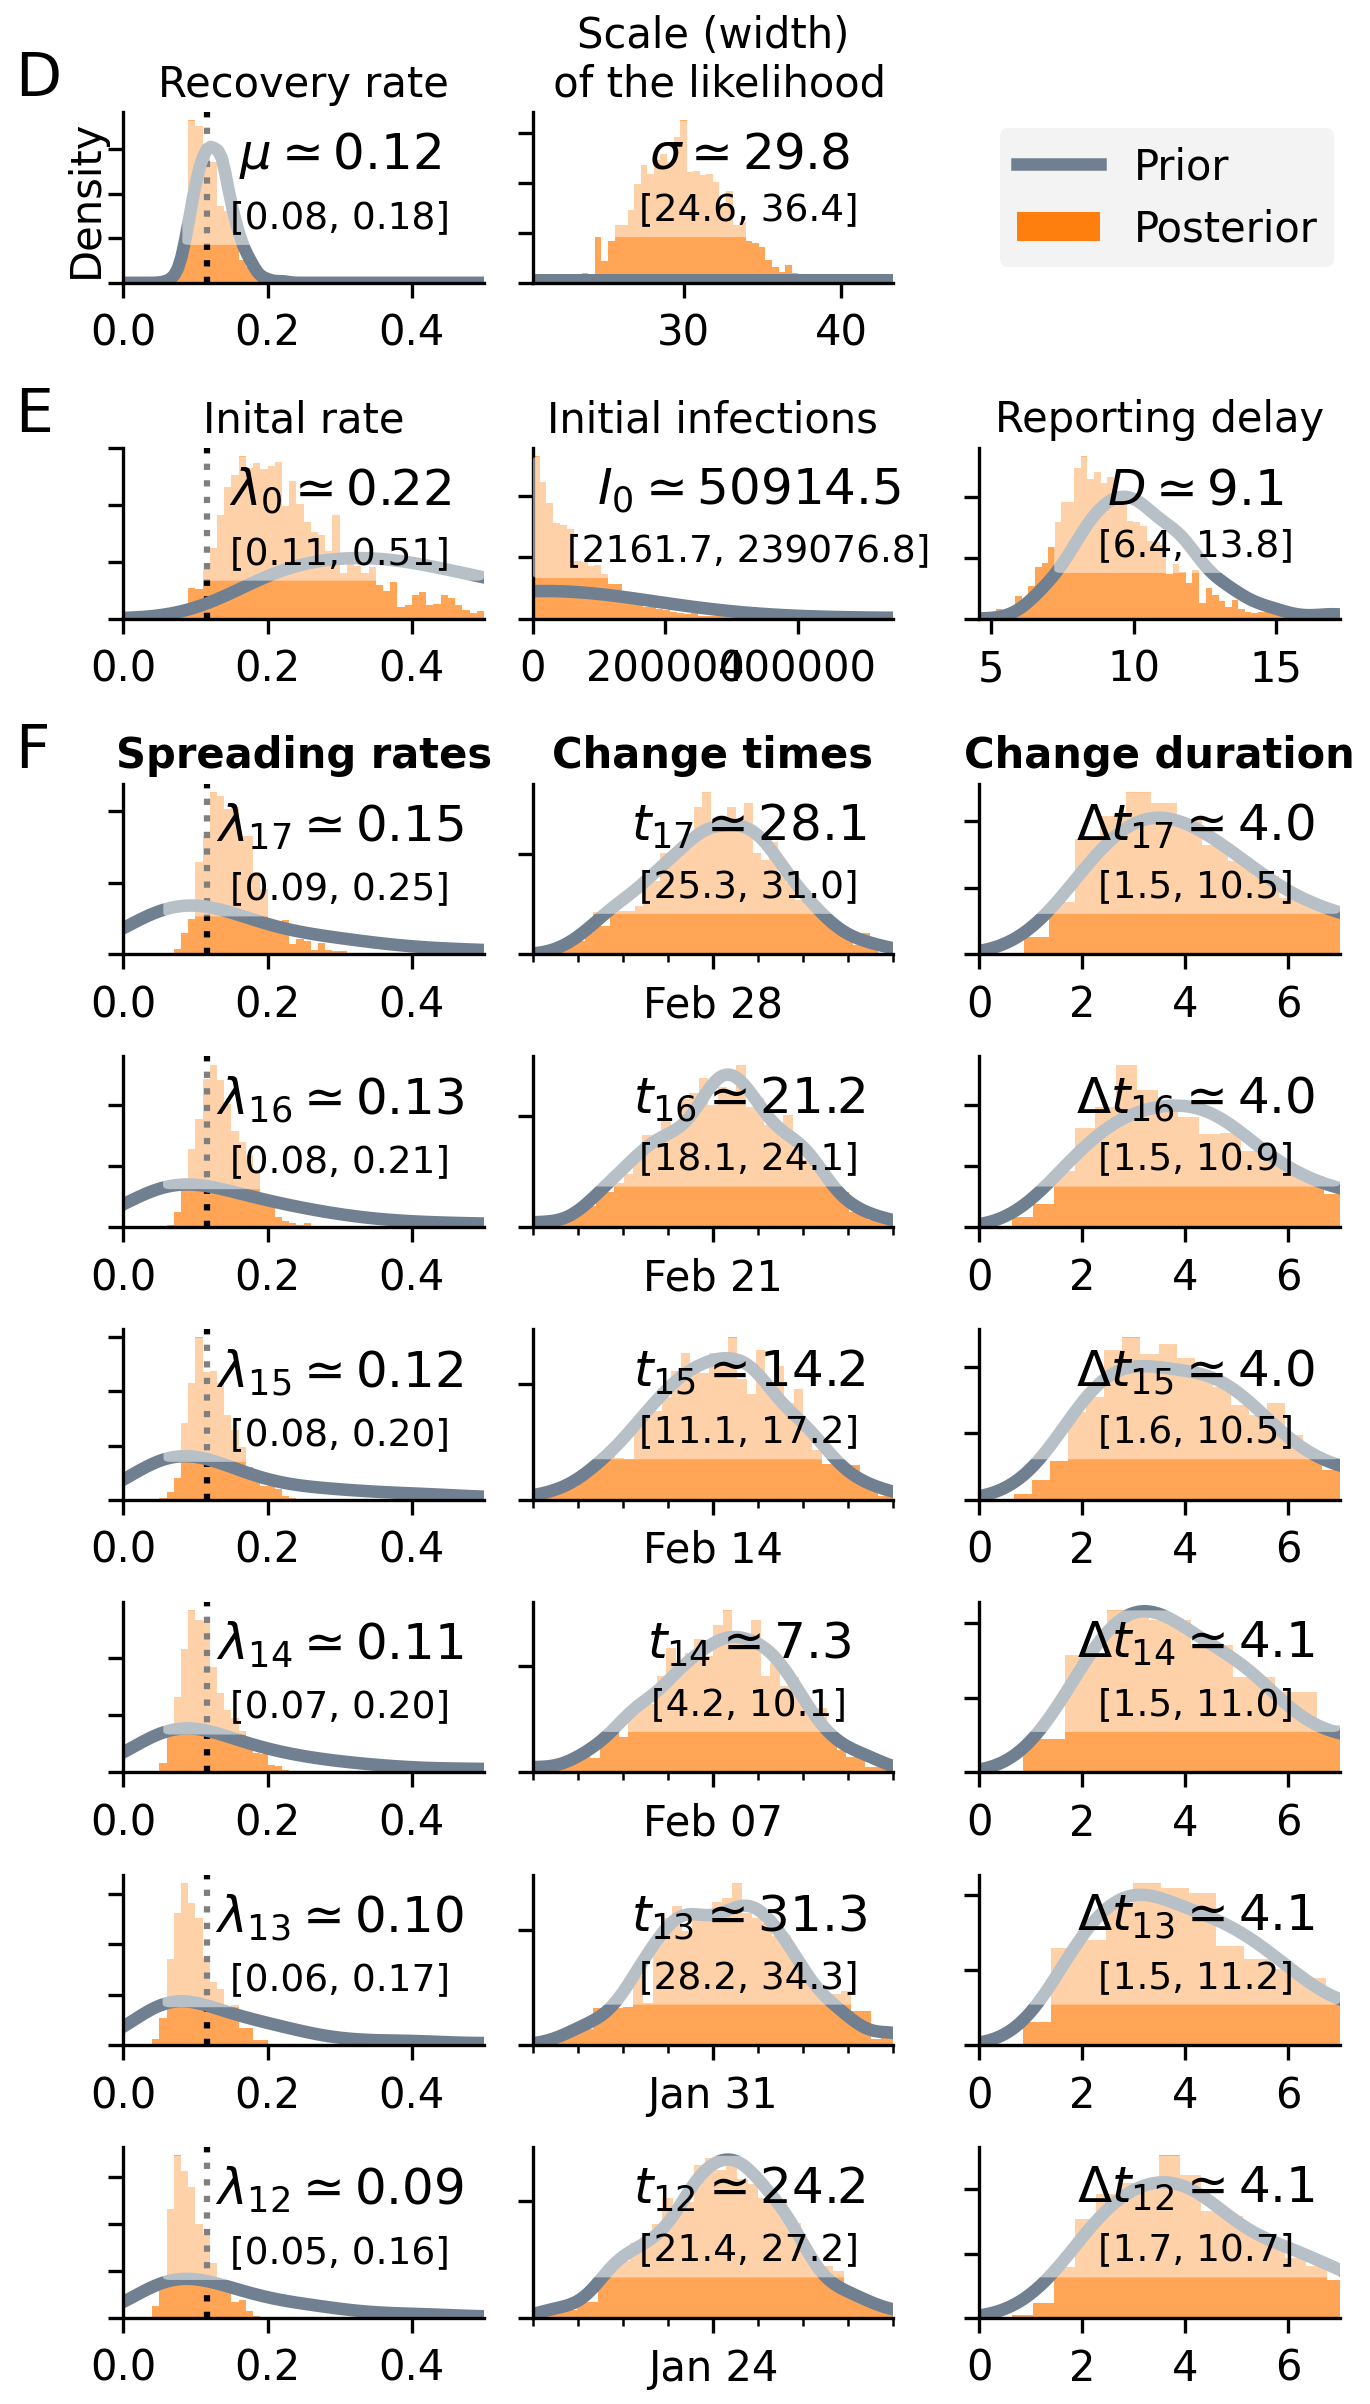 D
Recovery rate
Scale (width)
of the likelihood
Density
μ ≃ 0.12
[0.08, 0.18]
σ ≃ 29.8
[24.6, 36.4]
Prior
Posterior
0.0 0.2 0.4
30 40
E
Inital rate
Initial infections
Reporting delay
λ₀ ≃ 0.22
[0.11, 0.51]
I₀ ≃ 50914.5
[2161.7, 239076.8]
D ≃ 9.1
[6.4, 13.8]
0.0 0.2 0.4
0 200000 400000
5 10 15
F
Spreading rates
Change times
Change duration
λ₁₇ ≃ 0.15
[0.09, 0.25]
t₁₇ ≃ 28.1
[25.3, 31.0]
Δt₁₇ ≃ 4.0
[1.5, 10.5]
0.0 0.2 0.4
Feb 28
0 2 4 6
λ₁₆ ≃ 0.13
[0.08, 0.21]
t₁₆ ≃ 21.2
[18.1, 24.1]
Δt₁₆ ≃ 4.0
[1.5, 10.9]
0.0 0.2 0.4
Feb 21
0 2 4 6
λ₁₅ ≃ 0.12
[0.08, 0.20]
t₁₅ ≃ 14.2
[11.1, 17.2]
Δt₁₅ ≃ 4.0
[1.6, 10.5]
0.0 0.2 0.4
Feb 14
0 2 4 6
λ₁₄ ≃ 0.11
[0.07, 0.20]
t₁₄ ≃ 7.3
[4.2, 10.1]
Δt₁₄ ≃ 4.1
[1.5, 11.0]
0.0 0.2 0.4
Feb 07
0 2 4 6
λ₁₃ ≃ 0.10
[0.06, 0.17]
t₁₃ ≃ 31.3
[28.2, 34.3]
Δt₁₃ ≃ 4.1
[1.5, 11.2]
0.0 0.2 0.4
Jan 31
0 2 4 6
λ₁₂ ≃ 0.09
[0.05, 0.16]
t₁₂ ≃ 24.2
[21.4, 27.2]
Δt₁₂ ≃ 4.1
[1.7, 10.7]
0.0 0.2 0.4
Jan 24
0 2 4 6